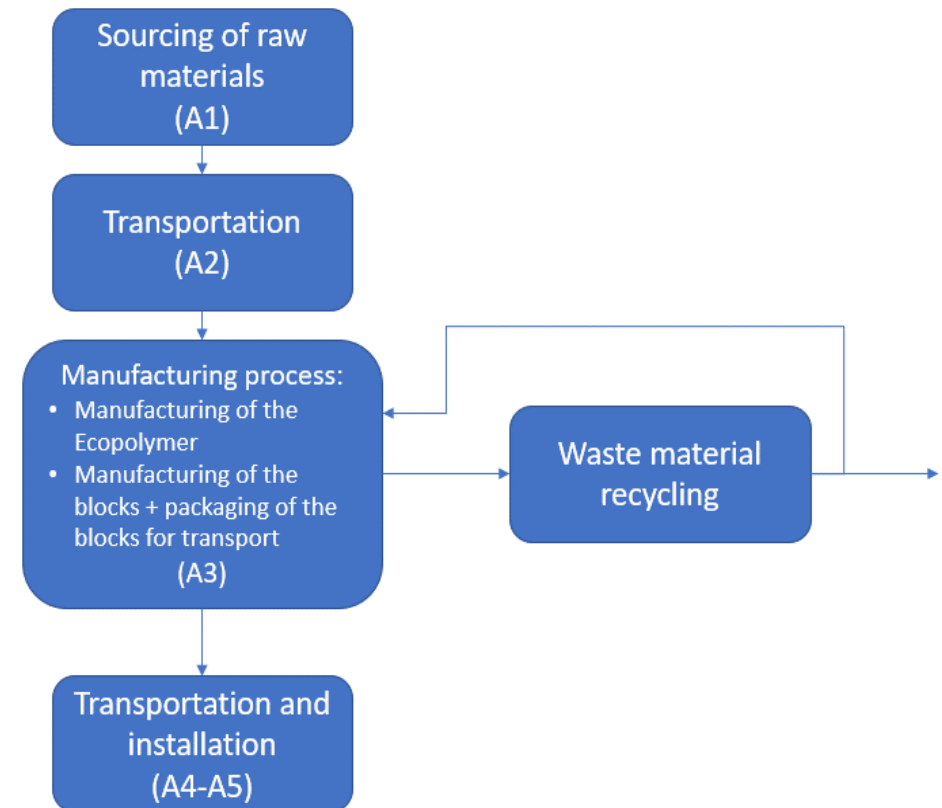 Sourcing of raw
materials
(A1)
Transportation
(A2)
Manufacturing process:
• Manufacturing of the
Ecopolymer
• Manufacturing of the
blocks + packaging of the
blocks for transport
(A3)
Waste material
recycling
Transportation and
installation
(A4-A5)